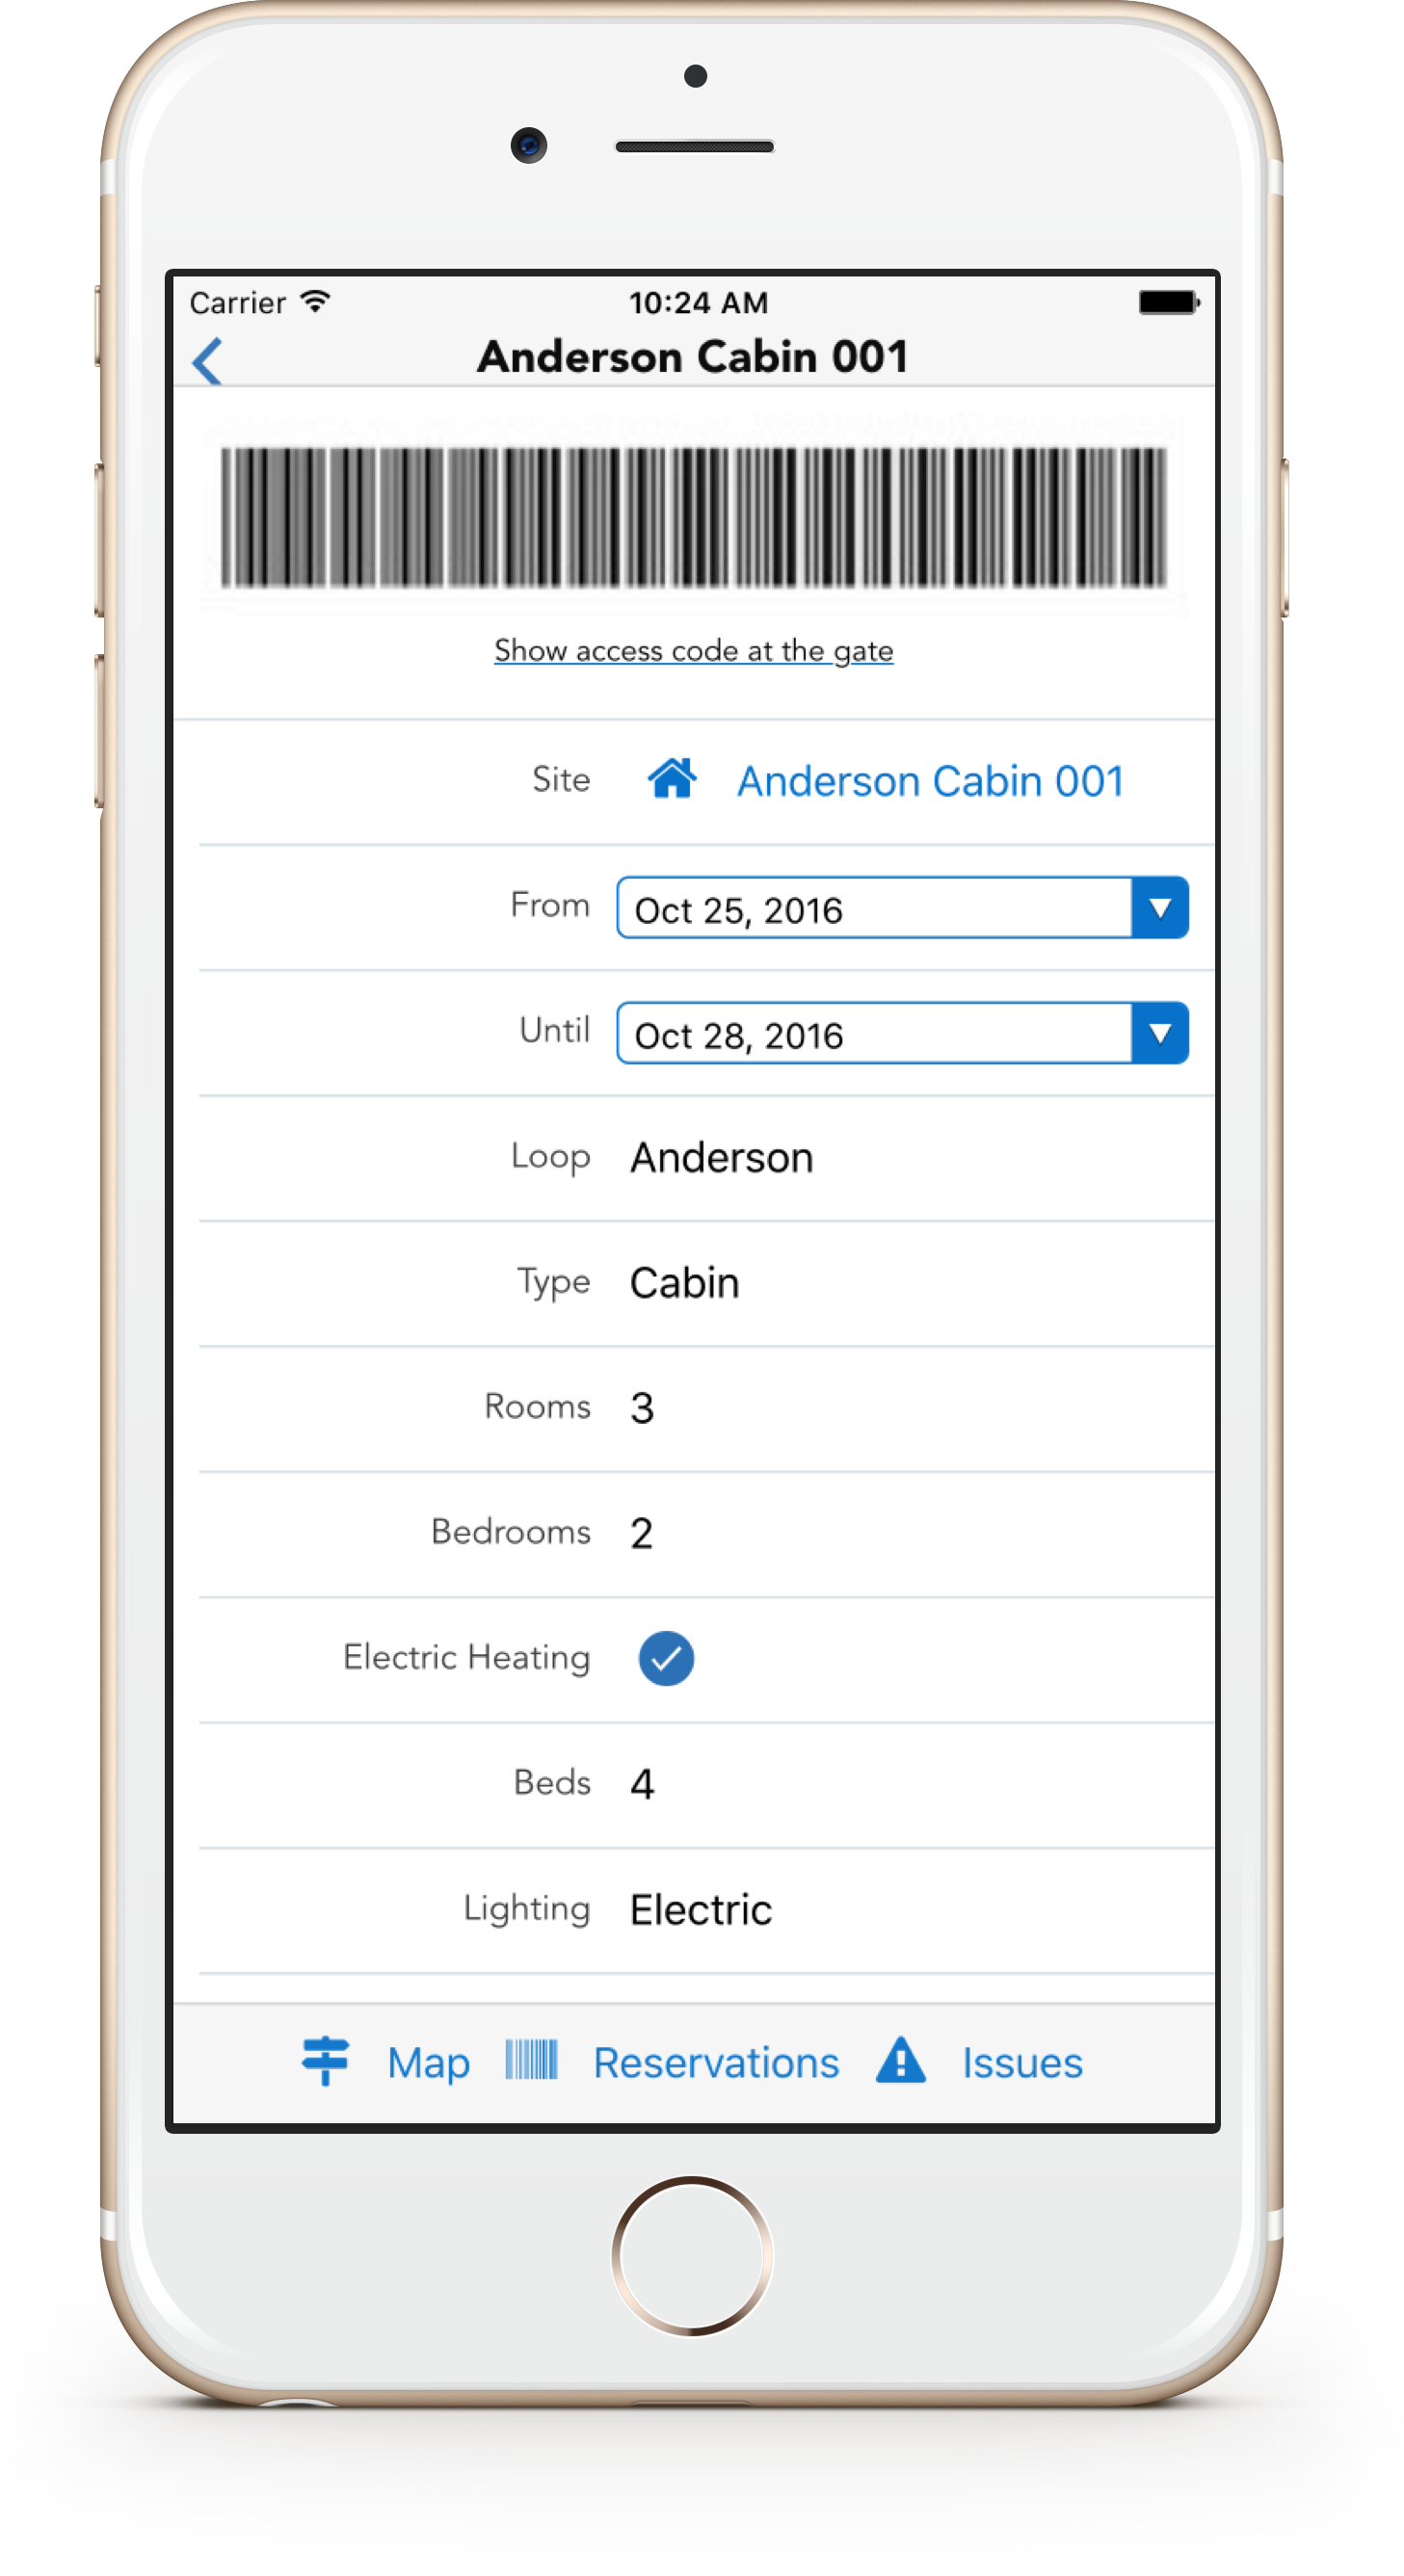 Carrier 10:24 AM
Anderson Cabin 001
Show access code at the gate
Site Anderson Cabin 001
From Oct 25, 2016
Until Oct 28, 2016
Loop Anderson
Type Cabin
Rooms 3
Bedrooms 2
Electric Heating
Beds 4
Lighting Electric
Map Reservations Issues